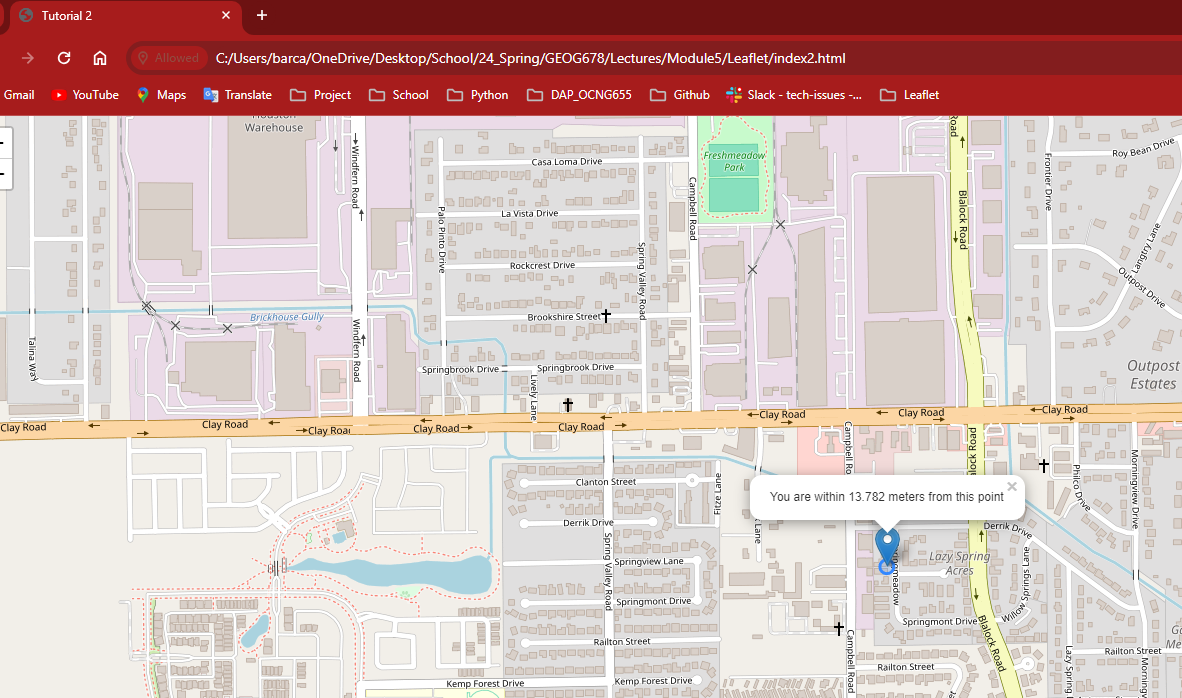 Tutorial 2
Allowed
C:/Users/barca/OneDrive/Desktop/School/24_Spring/GEOG678/Lectures/Module5/Leaflet/index2.html
Gmail YouTube Maps Translate Project School Python DAP_OCNG655 Github Slack - tech-issues -... Leaflet
Houston
Warehouse
Windfern Road
Casa Loma Drive
Freshmeadow
Park
Road
Roy Bean Drive
Frontier Drive
Palo Pinto Drive
La Vista Drive
Campbell Road
Blalock Road
Langtry Lane
Rockcrest Drive
Spring Valley Road
Outpost Drive
Brickhouse Gully
Brookshire Street
Windfern Road
Talina Way
Springbrook Drive
Springbrook Drive
Lively Lane
Outpost
Estates
Clay Road
Clay Road
Clay Road
Clay Road
Clay Road
Clay Road
Clay Road
Clay Road
Campbell Ro
lalock Road
Philco Drive
Morningview Drive
Clanton Street
Fitze Lane
You are within 13.782 meters from this point
×
Derrik Drive
Lane
Derrik Drive
Spring Valley Road
Springview Lane
Lazy Spring
Acres
meadow
Willow Springs Lane
Springmont Drive
Springmont Drive
Blalock Road
Railton Street
Campbell Road
Railton Street
Railton Street
Lazy Spring
Morning
Kemp Forest Drive
Kemp Forest Drive